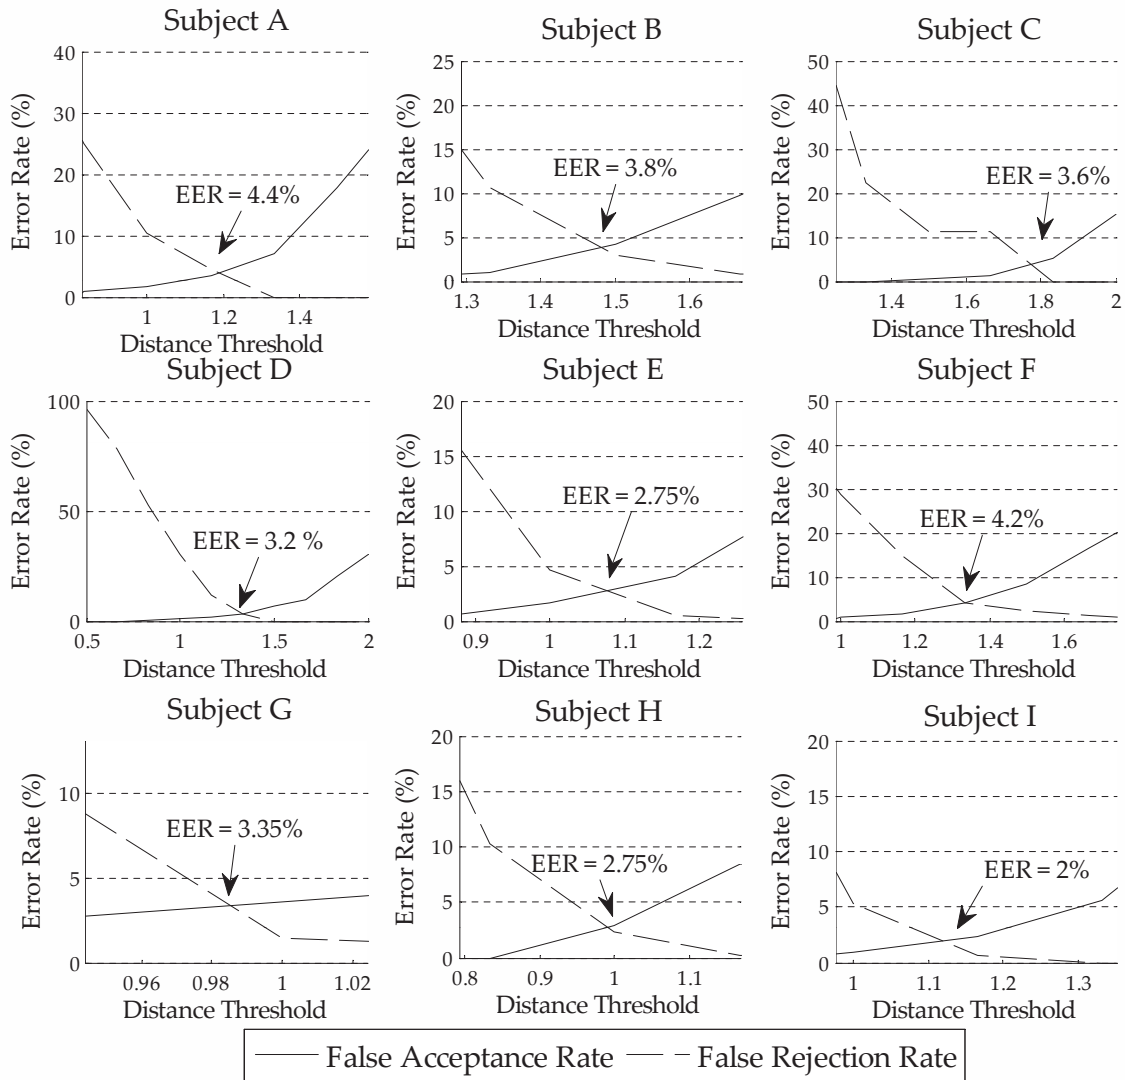 Subject A
40
30
20
10
0
Error Rate (%)
EER = 4.4%
1
1.2
1.4
Distance Threshold
Subject B
25
20
15
10
5
0
Error Rate (%)
EER = 3.8%
1.3
1.4
1.5
1.6
Distance Threshold
Subject C
50
40
30
20
10
0
Error Rate (%)
EER = 3.6%
1.4
1.6
1.8
2
Distance Threshold
Subject D
100
50
0
Error Rate (%)
EER = 3.2 %
0.5
1
1.5
2
Distance Threshold
Subject E
20
15
10
5
0
Error Rate (%)
EER = 2.75%
0.9
1
1.1
1.2
Distance Threshold
Subject F
50
40
30
20
10
0
Error Rate (%)
EER = 4.2%
1
1.2
1.4
1.6
Distance Threshold
Subject G
10
5
0
Error Rate (%)
EER = 3.35%
0.96
0.98
1
1.02
Distance Threshold
Subject H
20
15
10
5
0
Error Rate (%)
EER = 2.75%
0.8
0.9
1
1.1
Distance Threshold
Subject I
20
15
10
5
0
Error Rate (%)
EER = 2%
1
1.1
1.2
1.3
Distance Threshold
False Acceptance Rate
False Rejection Rate